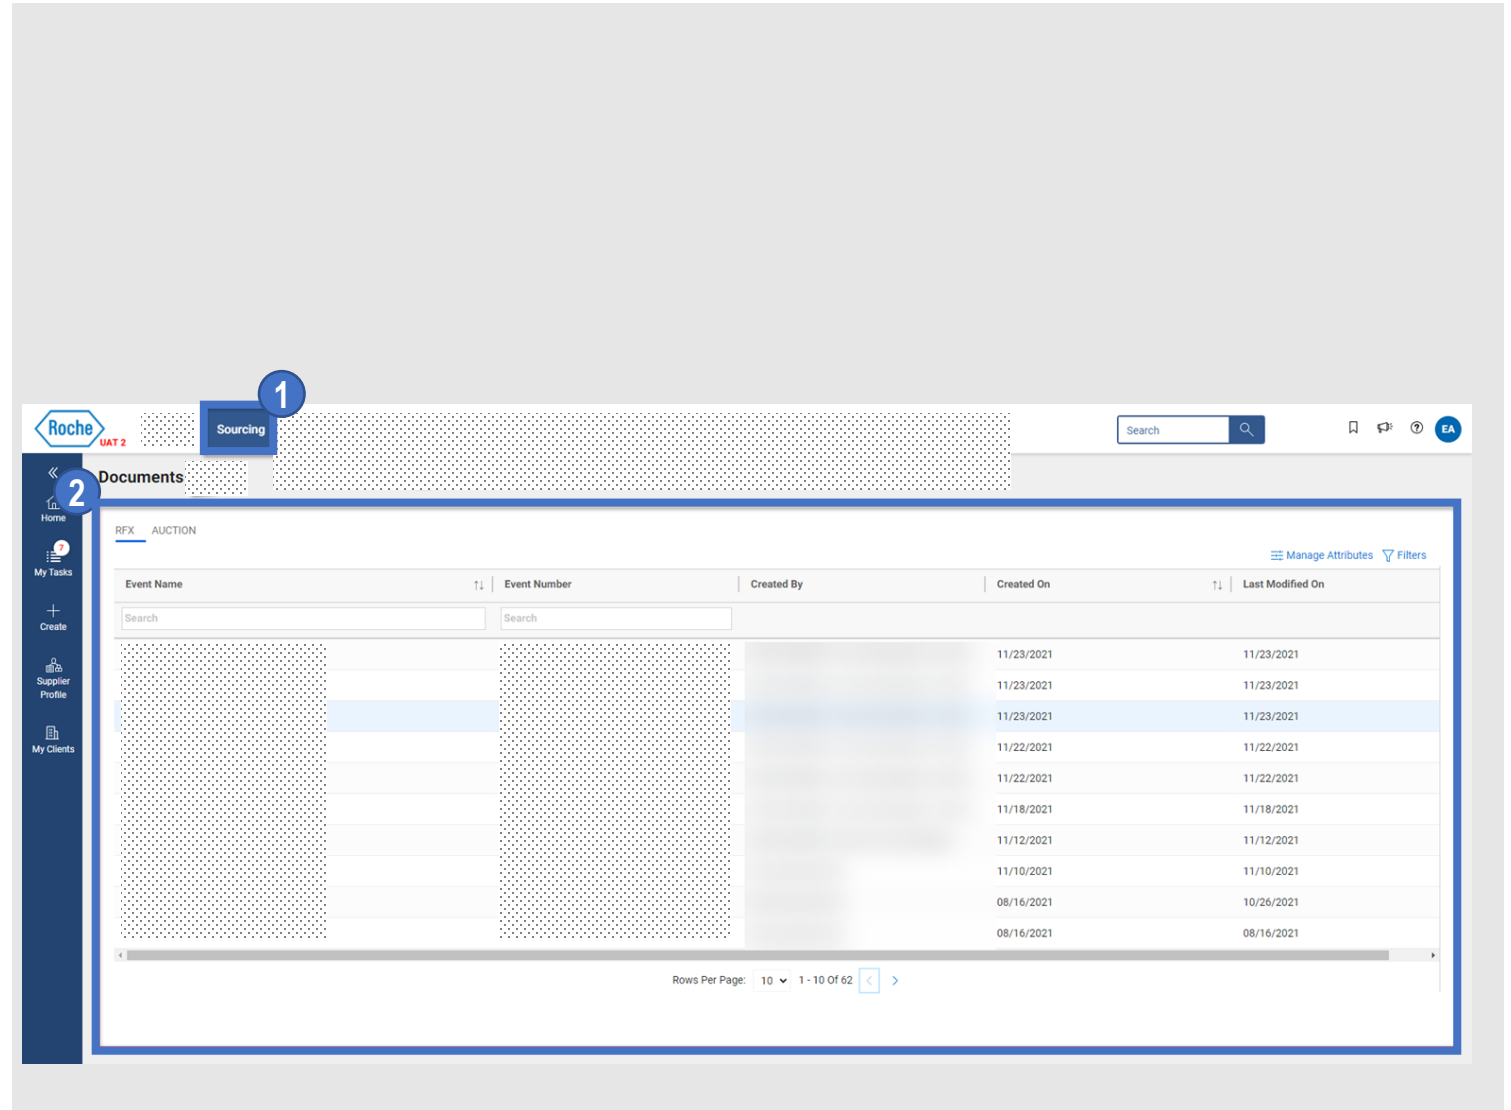 1
Roche
UAT 2
Sourcing
Search
EA
2
Documents
Home
7
My Tasks
Create
Supplier
Profile
My Clients
RFX AUCTION
Manage Attributes Filters
Event Name Event Number Created By Created On Last Modified On
Search Search
11/23/2021 11/23/2021
11/23/2021 11/23/2021
11/23/2021 11/23/2021
11/22/2021 11/22/2021
11/22/2021 11/22/2021
11/18/2021 11/18/2021
11/12/2021 11/12/2021
11/10/2021 11/10/2021
08/16/2021 10/26/2021
08/16/2021 08/16/2021
Rows Per Page: 10 1 - 10 Of 62